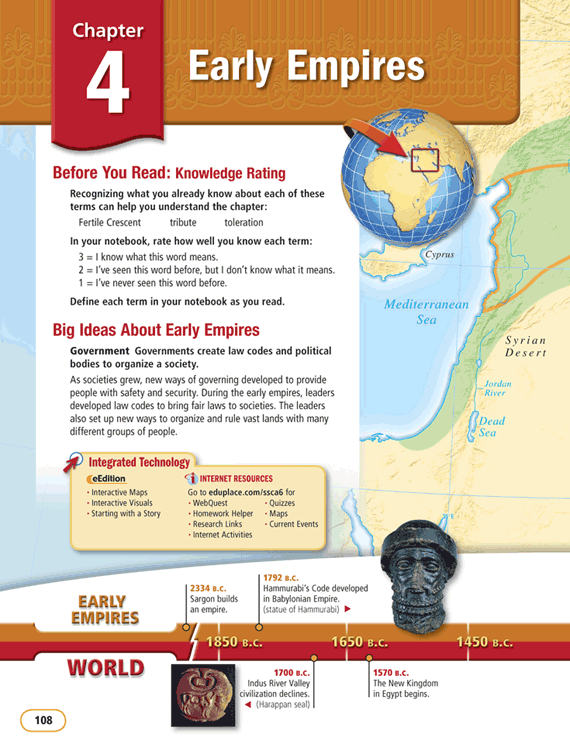 Chapter
4
Early Empires
Before You Read: Knowledge Rating
Recognizing what you already know about each of these
terms can help you understand the chapter:
Fertile Crescent tribute toleration
In your notebook, rate how well you know each term:
3 = I know what this word means.
2 = I've seen this word before, but I don't know what it means.
1 = I've never seen this word before.
Define each term in your notebook as you read.
Big Ideas About Early Empires
Government Governments create law codes and political
bodies to organize a society.
As societies grew, new ways of governing developed to provide
people with safety and security. During the early empires, leaders
developed law codes to bring fair laws to societies. The leaders
also set up new ways to organize and rule vast lands with many
different groups of people.
Integrated Technology
eEdition
• Interactive Maps
• Interactive Visuals
• Starting with a Story
INTERNET RESOURCES
Go to eduplace.com/ssca6 for
• WebQuest
• Homework Helper
• Research Links
• Internet Activities
• Quizzes
• Maps
• Current Events
Cyprus
Mediterranean
Sea
Syrian
Desert
Jordan
River
Dead
Sea
EARLY
EMPIRES
2334 B.C.
Sargon builds
an empire.
1792 B.C.
Hammurabi's Code developed
in Babylonian Empire.
(statue of Hammurabi)
1850 B.C.
1650 B.C.
1450 B.C.
WORLD
1700 B.C.
Indus River Valley
civilization declines.
(Harappan seal)
1570 B.C.
The New Kingdom
in Egypt begins.
108